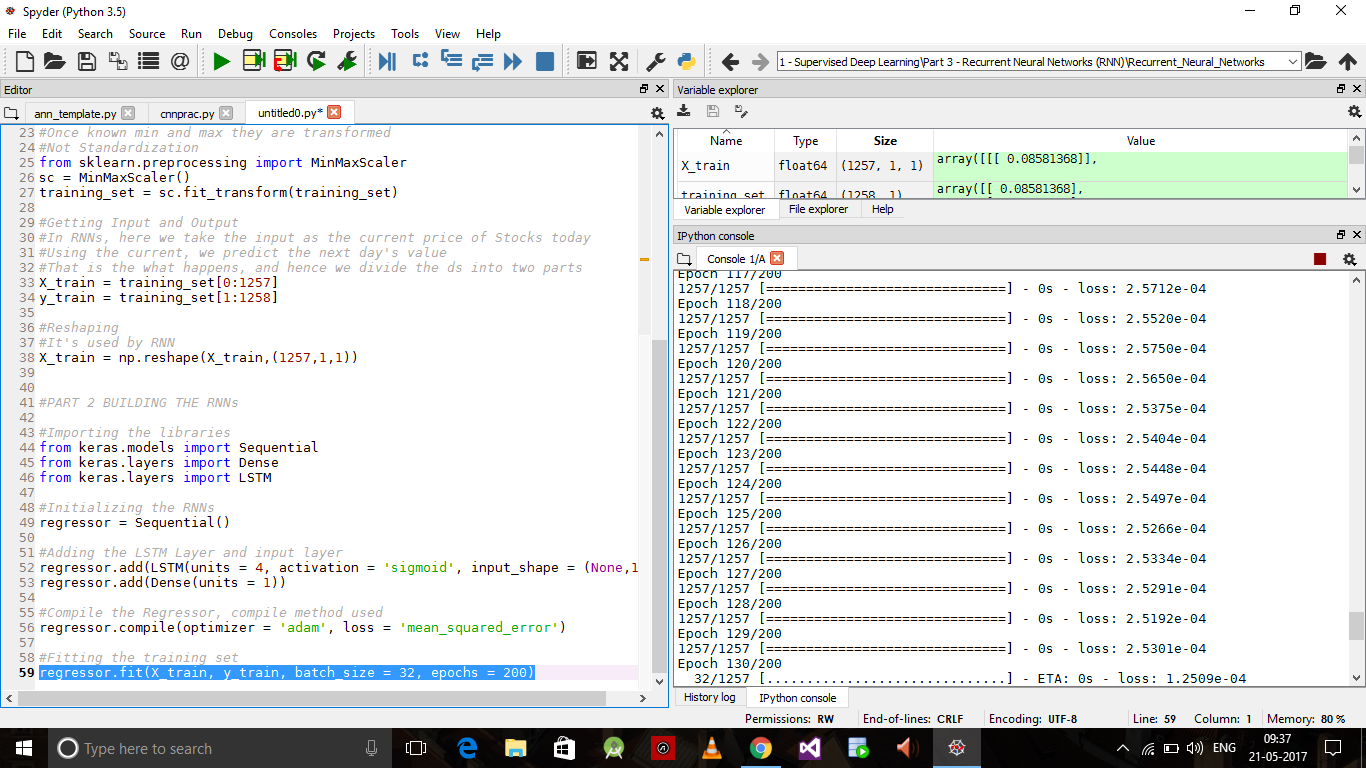 Spyder (Python 3.5)
File Edit Search Source Run Debug Consoles Projects Tools View Help
1 - Supervised Deep Learning\Part 3 - Recurrent Neural Networks (RNN)\Recurrent_Neural_Networks
Editor
ann_template.py cnnprac.py untitled0.py*
23 #Once known min and max they are transformed
24 #Not Standardization
25 from sklearn.preprocessing import MinMaxScaler
26 sc = MinMaxScaler()
27 training_set = sc.fit_transform(training_set)
28
29 #Getting Input and Output
30 #In RNNs, here we take the input as the current price of Stocks today
31 #Using the current, we predict the next day's value
32 #That is the what happens, and hence we divide the ds into two parts
33 X_train = training_set[0:1257]
34 y_train = training_set[1:1258]
35
36 #Reshaping
37 #It's used by RNN
38 X_train = np.reshape(X_train,(1257,1,1))
39
40
41 #PART 2 BUILDING THE RNNs
42
43 #Importing the libraries
44 from keras.models import Sequential
45 from keras.layers import Dense
46 from keras.layers import LSTM
47
48 #Initializing the RNNs
49 regressor = Sequential()
50
51 #Adding the LSTM Layer and input layer
52 regressor.add(LSTM(units = 4, activation = 'sigmoid', input_shape = (None,1
53 regressor.add(Dense(units = 1))
54
55 #Compile the Regressor, compile method used
56 regressor.compile(optimizer = 'adam', loss = 'mean_squared_error')
57
58 #Fitting the training set
59 regressor.fit(X_train, y_train, batch_size = 32, epochs = 200)
Variable explorer
Name Type Size Value
X_train float64 (1257, 1, 1) array([[[ 0.08581368]],
training_set float64 (1258, 1) array([[ 0.08581368],
Variable explorer File explorer Help
IPython console
Console 1/A
Epoch 117/200
1257/1257 [==============================] - 0s - loss: 2.5712e-04
Epoch 118/200
1257/1257 [==============================] - 0s - loss: 2.5520e-04
Epoch 119/200
1257/1257 [==============================] - 0s - loss: 2.5750e-04
Epoch 120/200
1257/1257 [==============================] - 0s - loss: 2.5650e-04
Epoch 121/200
1257/1257 [==============================] - 0s - loss: 2.5375e-04
Epoch 122/200
1257/1257 [==============================] - 0s - loss: 2.5404e-04
Epoch 123/200
1257/1257 [==============================] - 0s - loss: 2.5448e-04
Epoch 124/200
1257/1257 [==============================] - 0s - loss: 2.5497e-04
Epoch 125/200
1257/1257 [==============================] - 0s - loss: 2.5266e-04
Epoch 126/200
1257/1257 [==============================] - 0s - loss: 2.5334e-04
Epoch 127/200
1257/1257 [==============================] - 0s - loss: 2.5291e-04
Epoch 128/200
1257/1257 [==============================] - 0s - loss: 2.5192e-04
Epoch 129/200
1257/1257 [==============================] - 0s - loss: 2.5301e-04
Epoch 130/200
32/1257 [..............................] - ETA: 0s - loss: 1.2509e-04
History log IPython console
Permissions: RW End-of-lines: CRLF Encoding: UTF-8 Line: 59 Column: 1 Memory: 80 %
Type here to search
ENG
09:37
21-05-2017